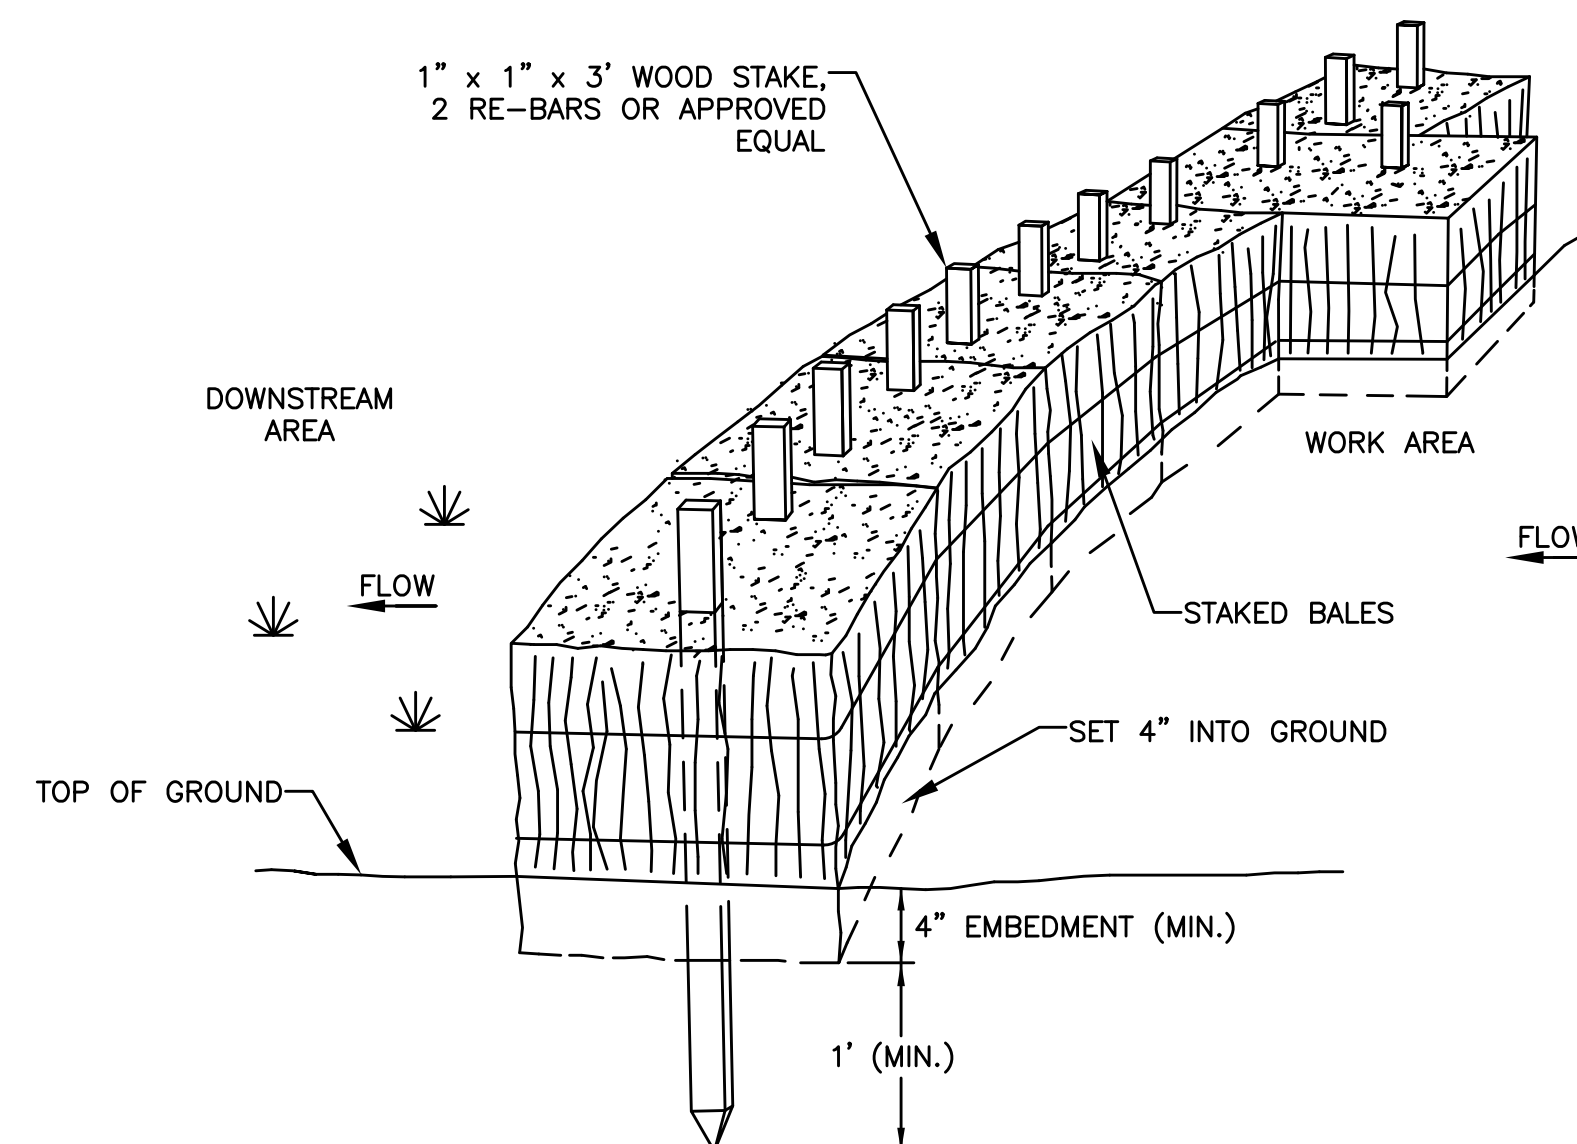 1" x 1" x 3' WOOD STAKE,
2 RE-BARS OR APPROVED
EQUAL
DOWNSTREAM
AREA
WORK AREA
FLOW
STAKED BALES
SET 4" INTO GROUND
TOP OF GROUND
4" EMBEDMENT (MIN.)
1' (MIN.)